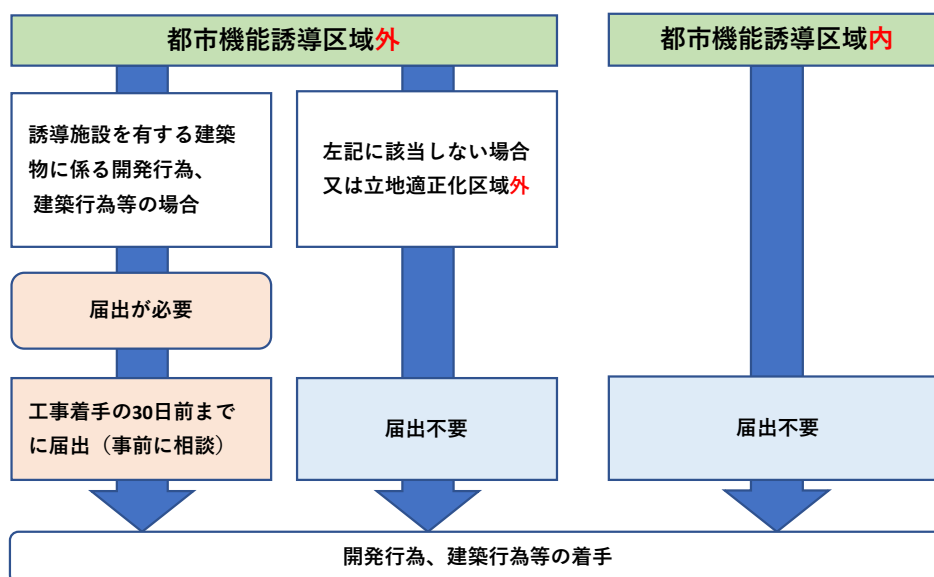 都市機能誘導区域外
都市機能誘導区域内
誘導施設を有する建築
物に係る開発行為、
建築行為等の場合
左記に該当しない場合
又は立地適正化区域外
届出が必要
工事着手の30日前まで
に届出（事前に相談）
届出不要
届出不要
開発行為、建築行為等の着手